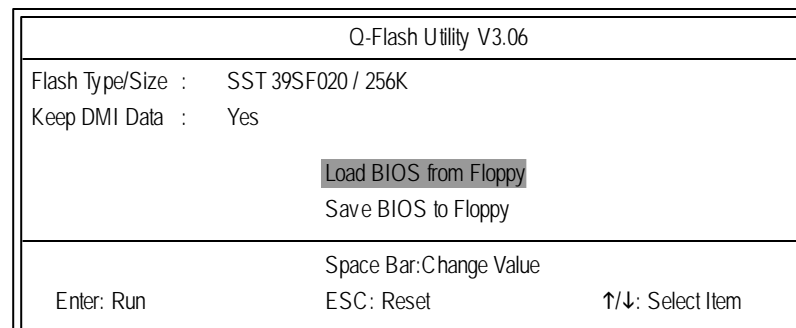 Q-Flash Utility V3.06
Flash Type/Size : SST 39SF020 / 256K
Keep DMI Data : Yes
Load BIOS from Floppy
Save BIOS to Floppy
Space Bar:Change Value
Enter: Run ESC: Reset ↑/↓: Select Item